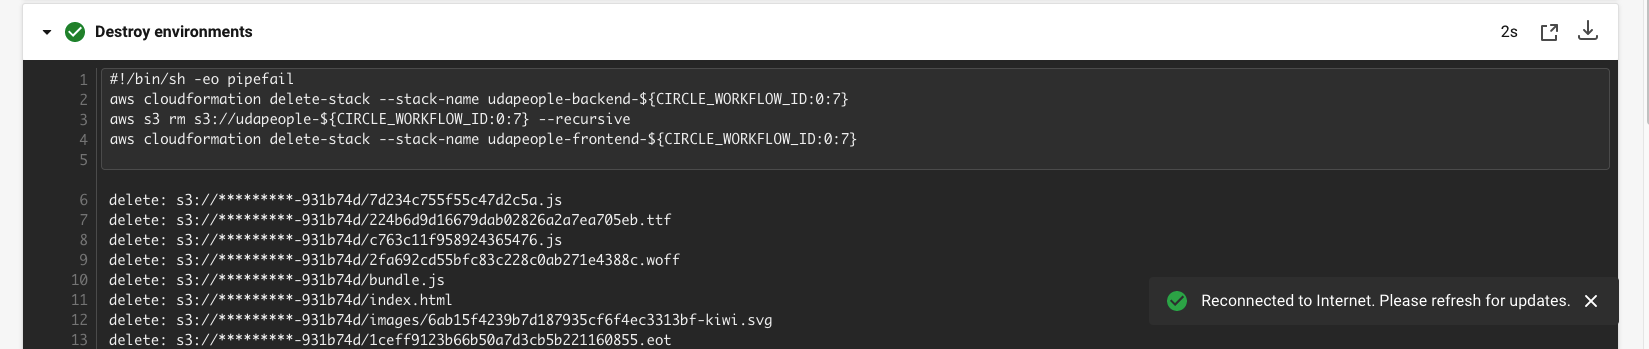 Destroy environments
2s
1 #!/bin/sh -eo pipefail
2 aws cloudformation delete-stack --stack-name udapeople-backend-${CIRCLE_WORKFLOW_ID:0:7}
3 aws s3 rm s3://udapeople-${CIRCLE_WORKFLOW_ID:0:7} --recursive
4 aws cloudformation delete-stack --stack-name udapeople-frontend-${CIRCLE_WORKFLOW_ID:0:7}
5
6 delete: s3://*********-931b74d/7d234c755f55c47d2c5a.js
7 delete: s3://*********-931b74d/224b6d9d16679dab02826a2a7ea705eb.ttf
8 delete: s3://*********-931b74d/c763c11f958924365476.js
9 delete: s3://*********-931b74d/2fa692cd55bfc83c228c0ab271e4388c.woff
10 delete: s3://*********-931b74d/bundle.js
11 delete: s3://*********-931b74d/index.html
12 delete: s3://*********-931b74d/images/6ab15f4239b7d187935cf6f4ec3313bf-kiwi.svg
13 delete: s3://*********-931b74d/1ceff9123b66b50a7d3cb5b221160855.eot
Reconnected to Internet. Please refresh for updates.